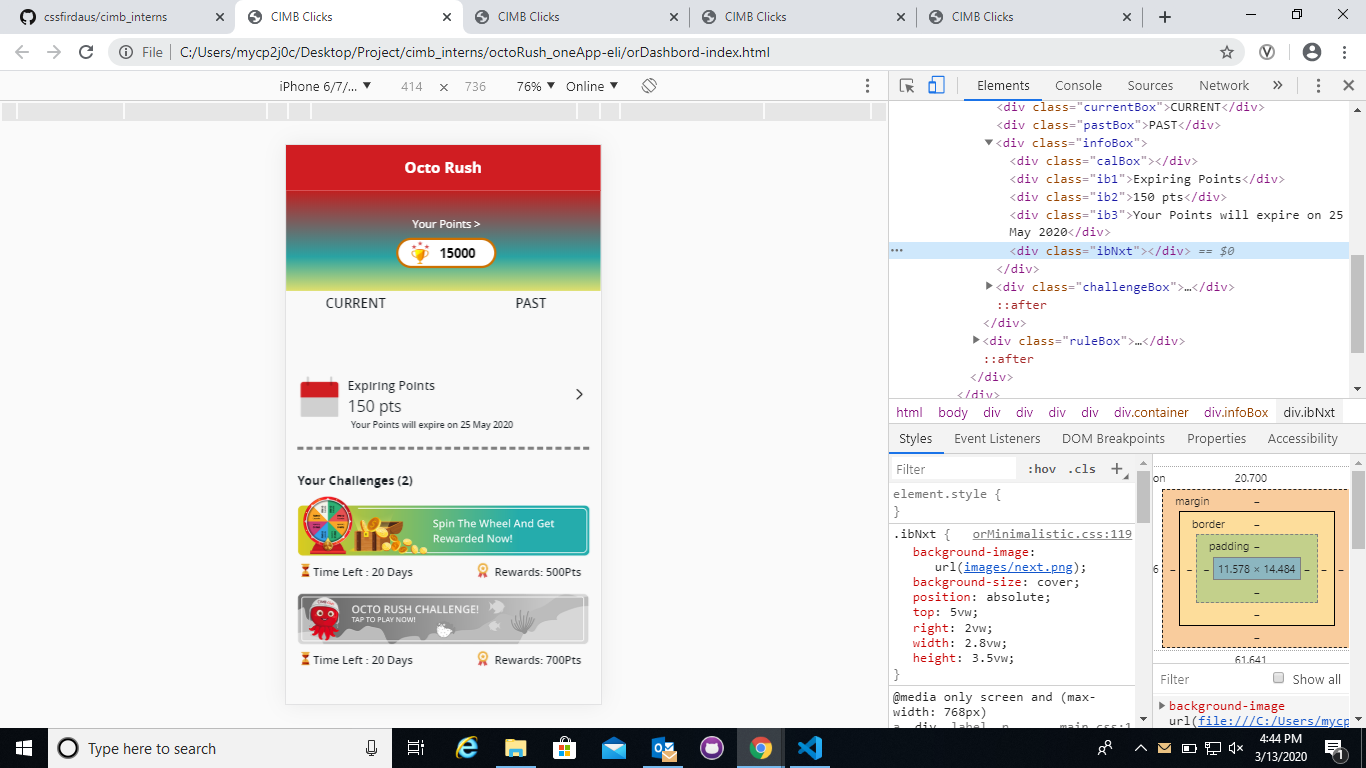 cssfirdaus/cimb_interns
CIMB Clicks
CIMB Clicks
CIMB Clicks
CIMB Clicks
File
C:/Users/mycp2j0c/Desktop/Project/cimb_interns/octoRush_oneApp-eli/orDashbord-index.html
iPhone 6/7/... ▼ 414 × 736 76% ▼ Online ▼
Octo Rush
Your Points >
15000
CURRENT PAST
Expiring Points
150 pts
Your Points will expire on 25 May 2020
Your Challenges (2)
Spin The Wheel And Get
Rewarded Now!
Time Left : 20 Days Rewards: 500Pts
OCTO RUSH CHALLENGE!
TAP TO PLAY NOW!
Time Left : 20 Days Rewards: 700Pts
Elements Console Sources Network »
<div class="currentBox">CURRENT</div>
<div class="pastBox">PAST</div>
▼<div class="infoBox">
<div class="calBox"></div>
<div class="ib1">Expiring Points</div>
<div class="ib2">150 pts</div>
<div class="ib3">Your Points will expire on 25
May 2020</div>
<div class="ibNxt"></div> == $0
</div>
▶<div class="challengeBox">…</div>
::after
</div>
▶<div class="ruleBox">…</div>
::after
</div>
</div>
html body div div div div div.container div.infoBox div.ibNxt
Styles Event Listeners DOM Breakpoints Properties Accessibility
Filter :hov .cls +
element.style {
}
.ibNxt { orMinimalistic.css:119
background-image:
url(images/next.png);
background-size: cover;
position: absolute;
top: 5vw;
right: 2vw;
width: 2.8vw;
height: 3.5vw;
}
@media only screen and (max-
width: 768px)
on 20.700
margin –
border –
padding –
6 – – – 11.578 × 14.484 – – –
–
–
–
61.641
Filter Show all
▶ background-image
url(file:///C:/Users/mycp
Type here to search
4:44 PM
3/13/2020
1